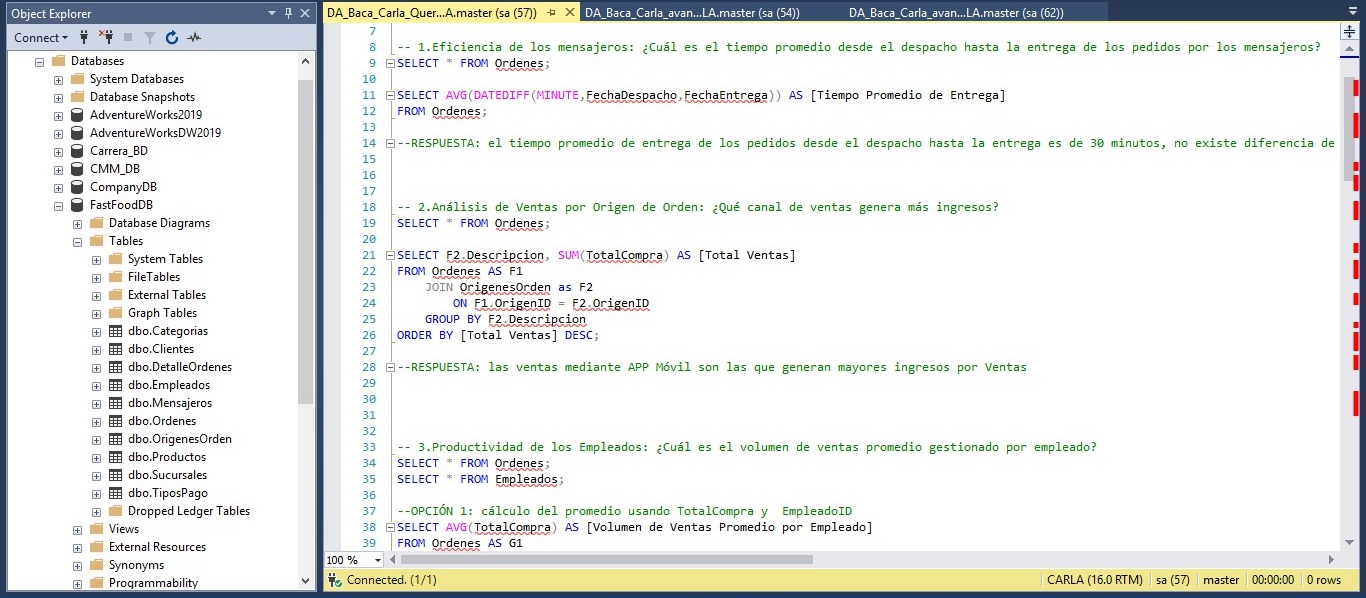 Object Explorer
Connect
Databases
System Databases
Database Snapshots
AdventureWorks2019
AdventureWorksDW2019
Carrera_BD
CMM_DB
CompanyDB
FastFoodDB
Database Diagrams
Tables
System Tables
FileTables
External Tables
Graph Tables
dbo.Categorias
dbo.Clientes
dbo.DetalleOrdenes
dbo.Empleados
dbo.Mensajeros
dbo.Ordenes
dbo.OrigenesOrden
dbo.Productos
dbo.Sucursales
dbo.TiposPago
Dropped Ledger Tables
Views
External Resources
Synonyms
Programmability
DA_Baca_Carla_Quer...A.master (sa (57)) DA_Baca_Carla_avan...LA.master (sa (54)) DA_Baca_Carla_avan...LA.master (sa (62))
7
8 -- 1.Eficiencia de los mensajeros: ¿Cuál es el tiempo promedio desde el despacho hasta la entrega de los pedidos por los mensajeros?
9 SELECT * FROM Ordenes;
10
11 SELECT AVG(DATEDIFF(MINUTE,FechaDespacho,FechaEntrega)) AS [Tiempo Promedio de Entrega]
12 FROM Ordenes;
13
14 --RESPUESTA: el tiempo promedio de entrega de los pedidos desde el despacho hasta la entrega es de 30 minutos, no existe diferencia de
15
16
17
18 -- 2.Análisis de Ventas por Origen de Orden: ¿Qué canal de ventas genera más ingresos?
19 SELECT * FROM Ordenes;
20
21 SELECT F2.Descripcion, SUM(TotalCompra) AS [Total Ventas]
22 FROM Ordenes AS F1
23 JOIN OrigenesOrden as F2
24 ON F1.OrigenID = F2.OrigenID
25 GROUP BY F2.Descripcion
26 ORDER BY [Total Ventas] DESC;
27
28 --RESPUESTA: las ventas mediante APP Móvil son las que generan mayores ingresos por Ventas
29
30
31
32
33 -- 3.Productividad de los Empleados: ¿Cuál es el volumen de ventas promedio gestionado por empleado?
34 SELECT * FROM Ordenes;
35 SELECT * FROM Empleados;
36
37 --OPCIÓN 1: cálculo del promedio usando TotalCompra y EmpleadoID
38 SELECT AVG(TotalCompra) AS [Volumen de Ventas Promedio por Empleado]
39 FROM Ordenes AS G1
100 %
Connected. (1/1) CARLA (16.0 RTM) sa (57) master 00:00:00 0 rows